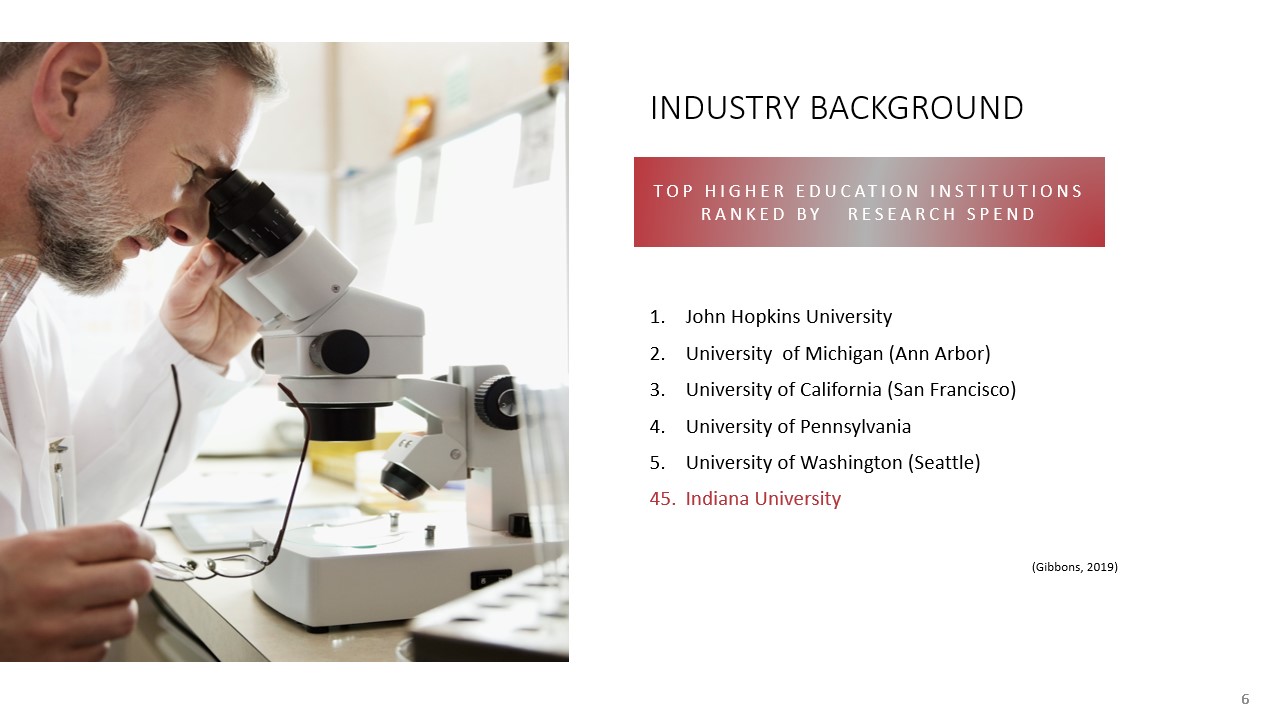 INDUSTRY BACKGROUND
TOP HIGHER EDUCATION INSTITUTIONS
RANKED BY   RESEARCH SPEND
1. John Hopkins University
2. University  of Michigan (Ann Arbor)
3. University of California (San Francisco)
4. University of Pennsylvania
5. University of Washington (Seattle)
45. Indiana University
(Gibbons, 2019)
6